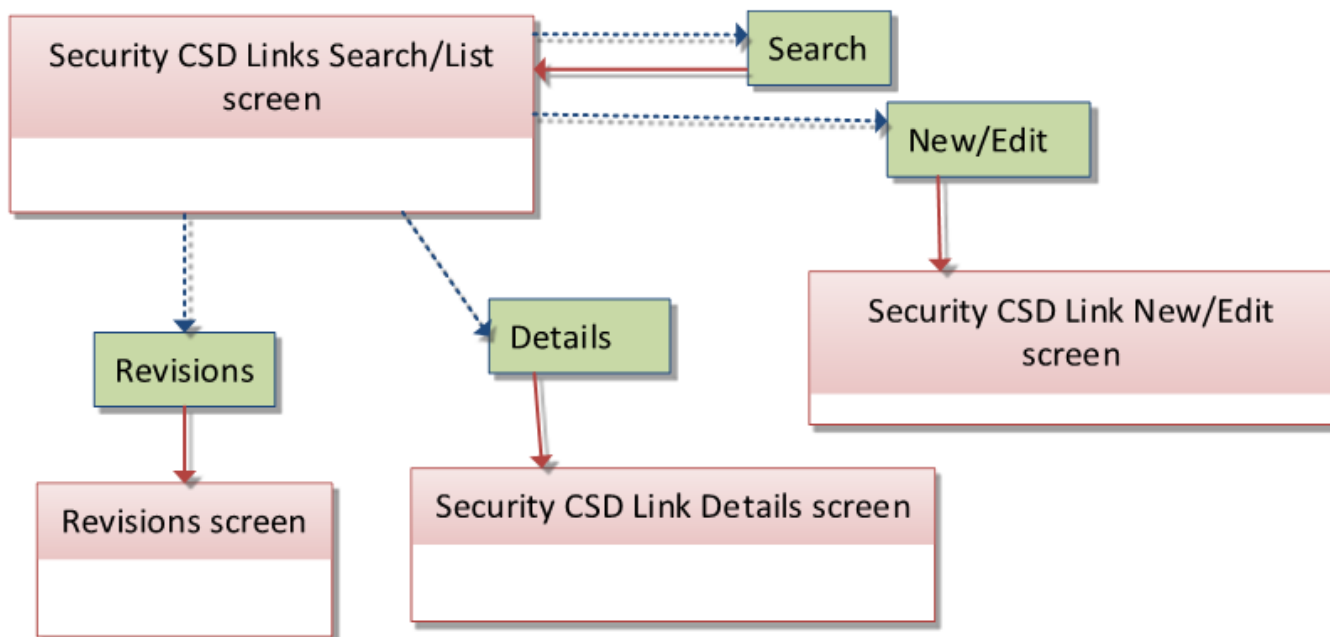 Security CSD Links Search/List
screen
Search
New/Edit
Security CSD Link New/Edit
screen
Details
Revisions
Security CSD Link Details screen
Revisions screen